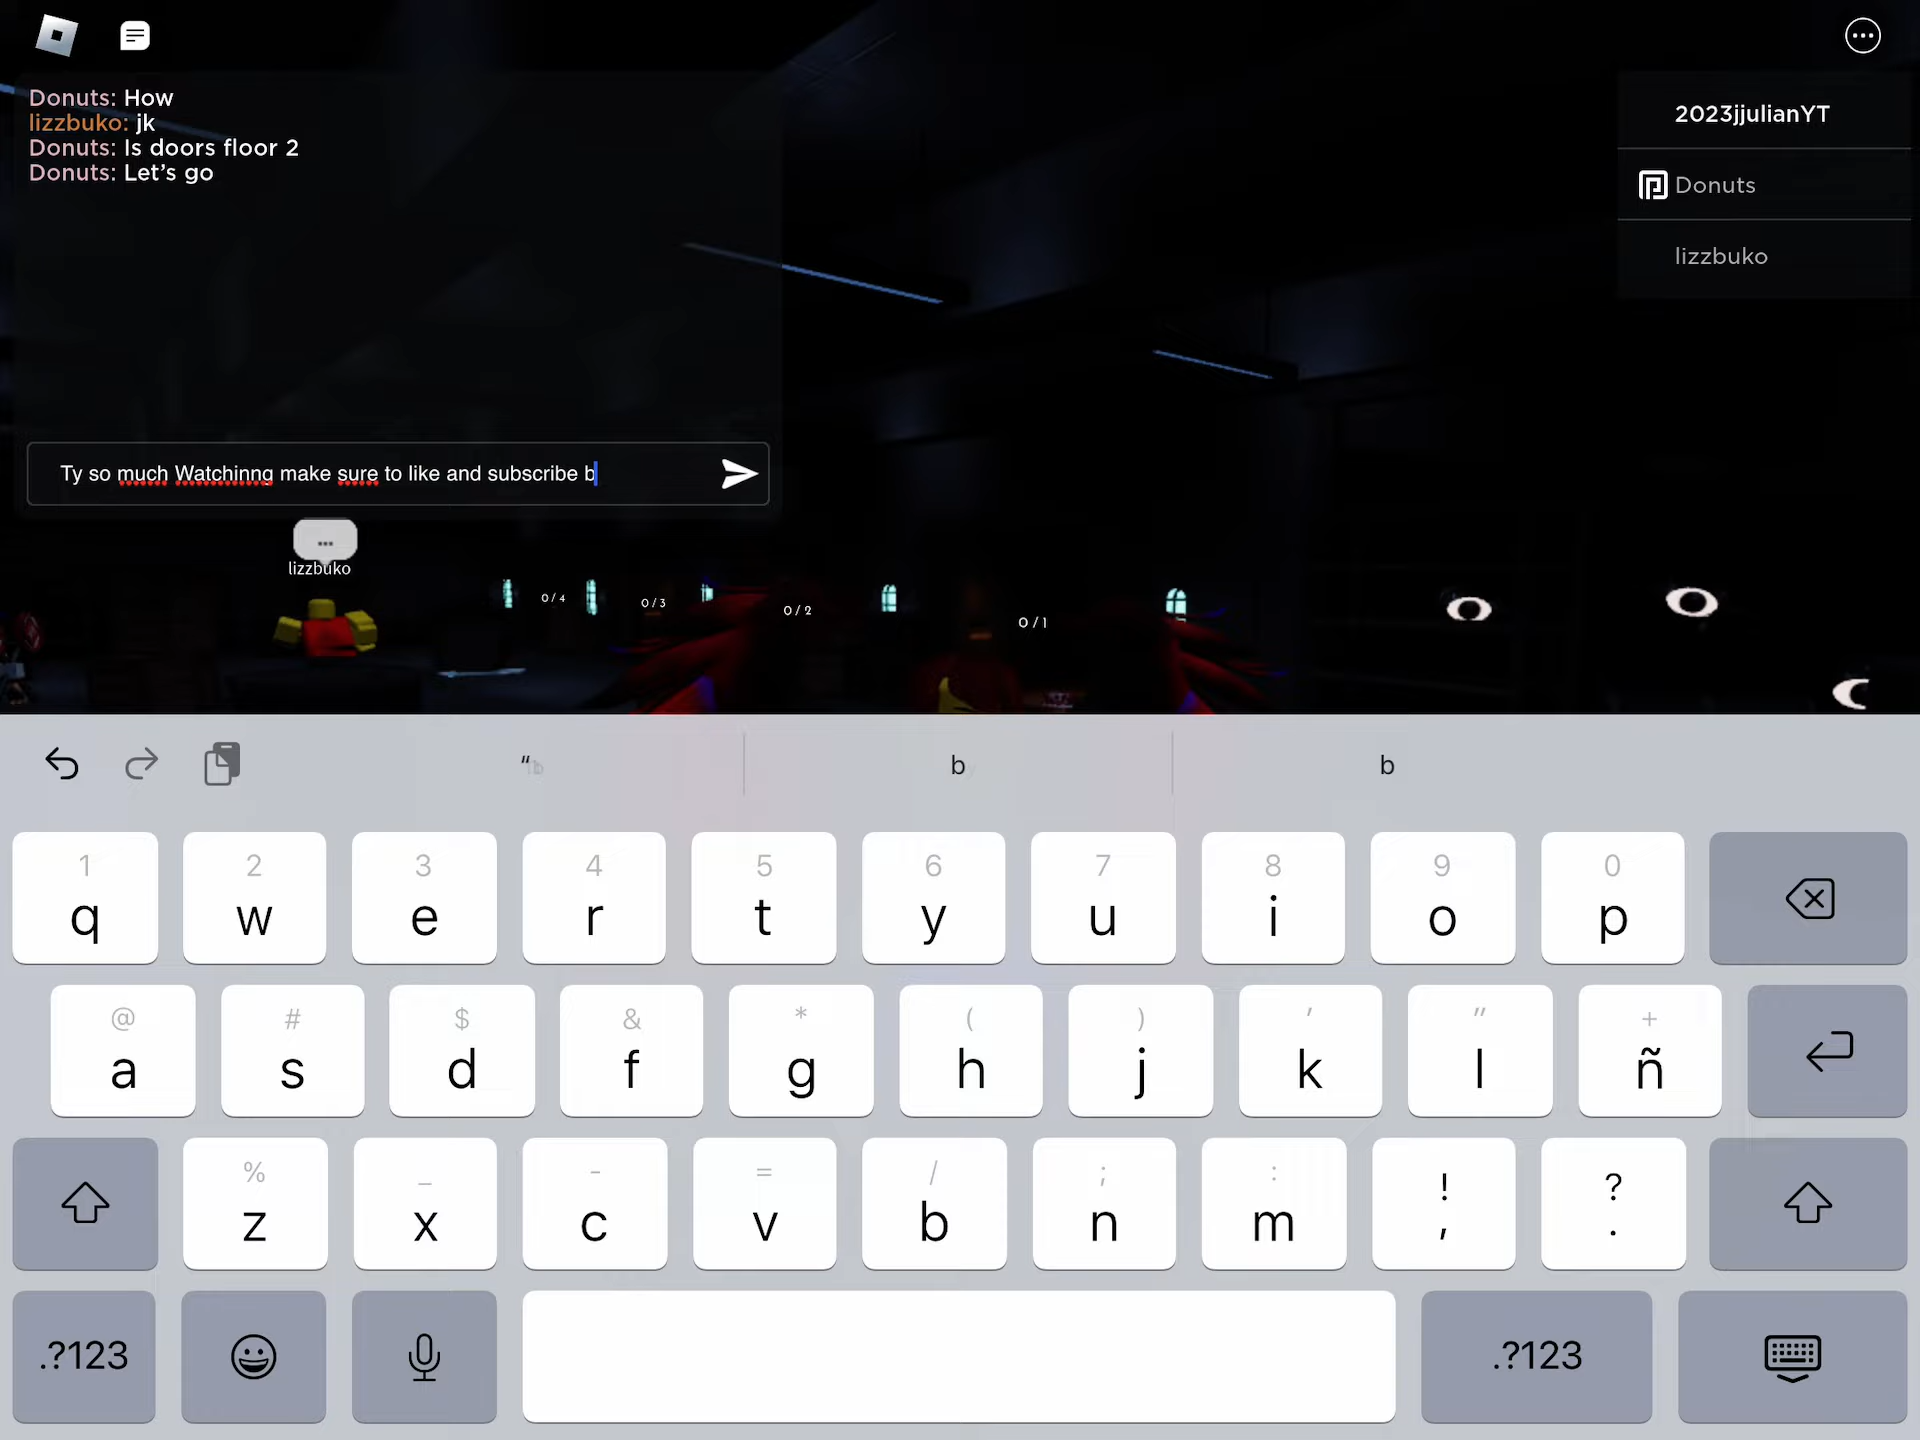 Donuts: How
lizzbuko: jk
Donuts: Is doors floor 2
Donuts: Let's go
2023jjulianYT
Donuts
lizzbuko
Ty so much Watchinng make sure to like and subscribe b
...
lizzbuko
0/4
0/3
0/2
0/1
b b
1 2 3 4 5 6 7 8 9 0
q w e r t y u i o p
@ # $ & * ( ) ' " +
a s d f g h j k l ñ
% _ - = / ; : ! ?
z x c v b n m , .
.?123 .?123